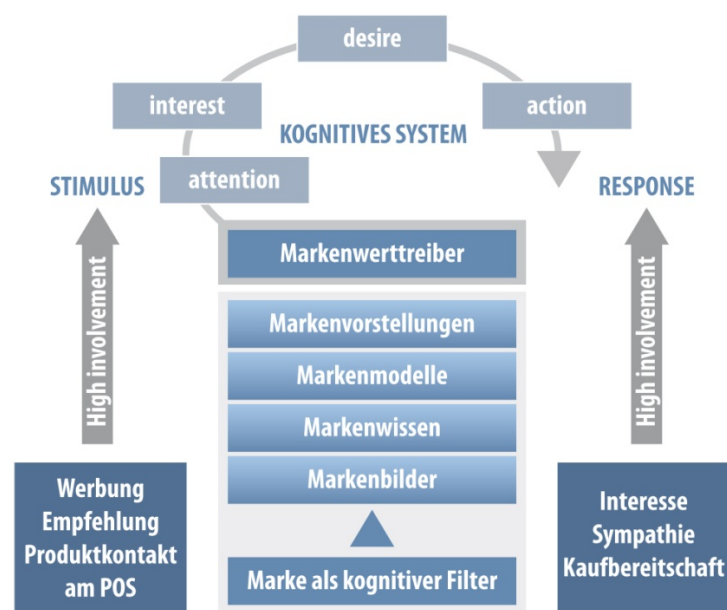 desire
interest
action
KOGNITIVES SYSTEM
STIMULUS
attention
RESPONSE
High involvement
Markenwerttreiber
Markenvorstellungen
Markenmodelle
Markenwissen
Markenbilder
Marke als kognitiver Filter
High involvement
Werbung
Empfehlung
Produktkontakt
am POS
Interesse
Sympathie
Kaufbereitschaft